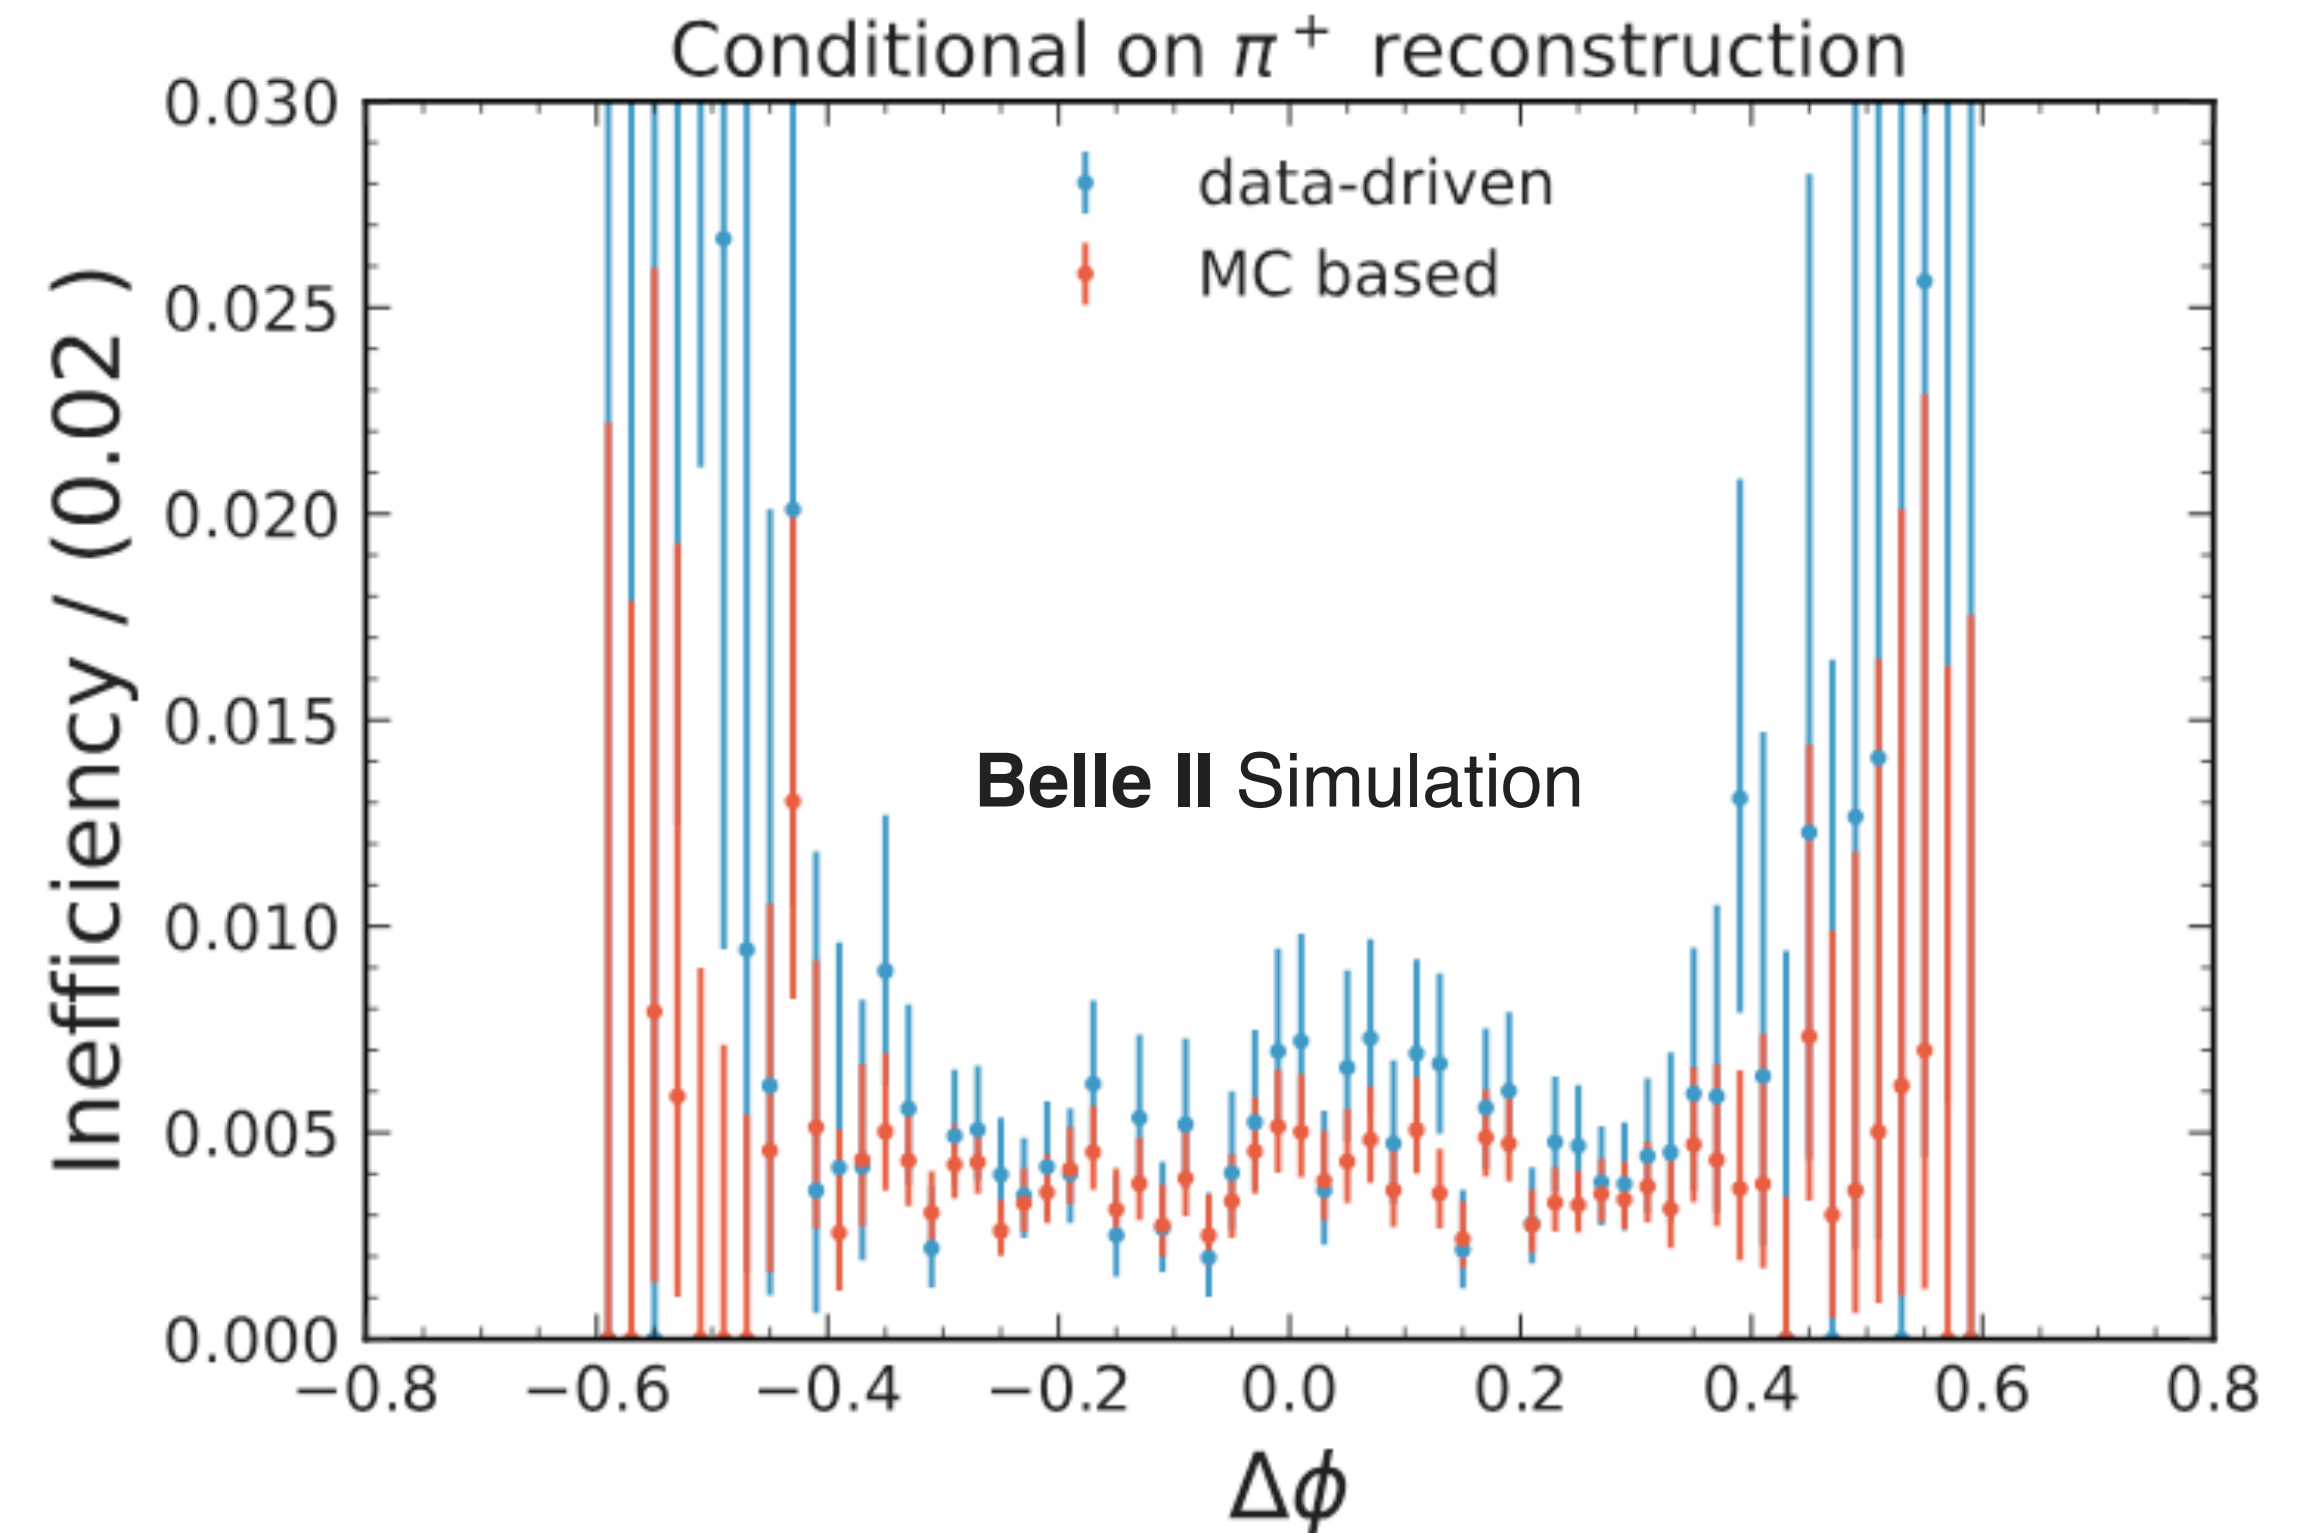 Conditional on π⁺ reconstruction
Inefficiency / (0.02 )
0.030
0.025
0.020
0.015
0.010
0.005
0.000
data-driven
MC based
Belle II Simulation
−0.8 −0.6 −0.4 −0.2 0.0 0.2 0.4 0.6 0.8
Δϕ